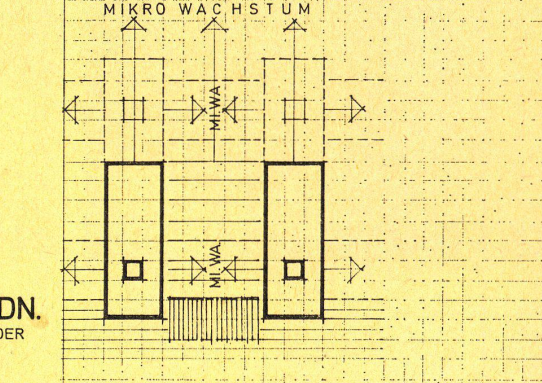 MIKRO WACHSTUM
MI.WA.
MI.WA.
DN.
DER